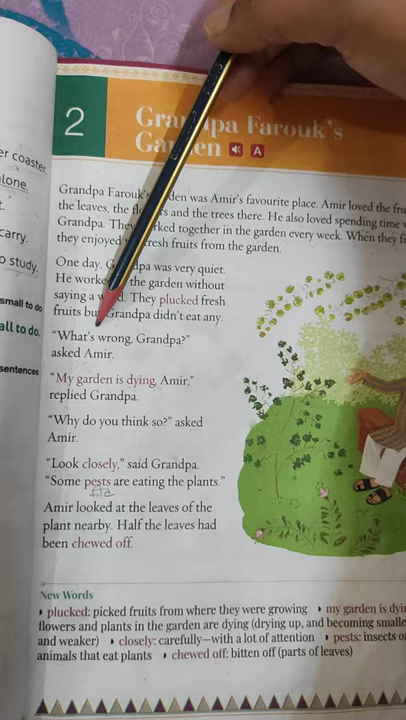 er coaster.
alone.
t.
carry.
o study.
small to do
all to do.
sentences
2
Grandpa Farouk's
Garden
A
Grandpa Farouk's garden was Amir's favourite place. Amir loved the
the leaves, the and the trees there. He also loved spending time
Grandpa. They worked together in the garden every week. When they
they enjoyed fresh fruits from the garden.
One day, Grandpa was very quiet.
He worked the garden without
saying a word. They plucked fresh
fruits but Grandpa didn't eat any.
"What's wrong, Grandpa?"
asked Amir.
"My garden is dying, Amir,"
replied Grandpa.
"Why do you think so?" asked
Amir.
"Look closely," said Grandpa.
"Some pests are eating the plants."
Amir looked at the leaves of the
plant nearby. Half the leaves had
been chewed off.
New Words
plucked: picked fruits from where they were growing my garden is
flowers and plants in the garden are dying (drying up, and becoming
and weaker) closely: carefully—with a lot of attention pests: insects
animals that eat plants chewed off: bitten off (parts of leaves)